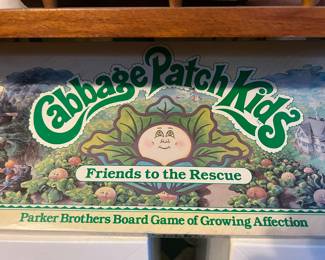 Cabbage Patch Kids
Friends to the Rescue
Parker Brothers Board Game of Growing Affection